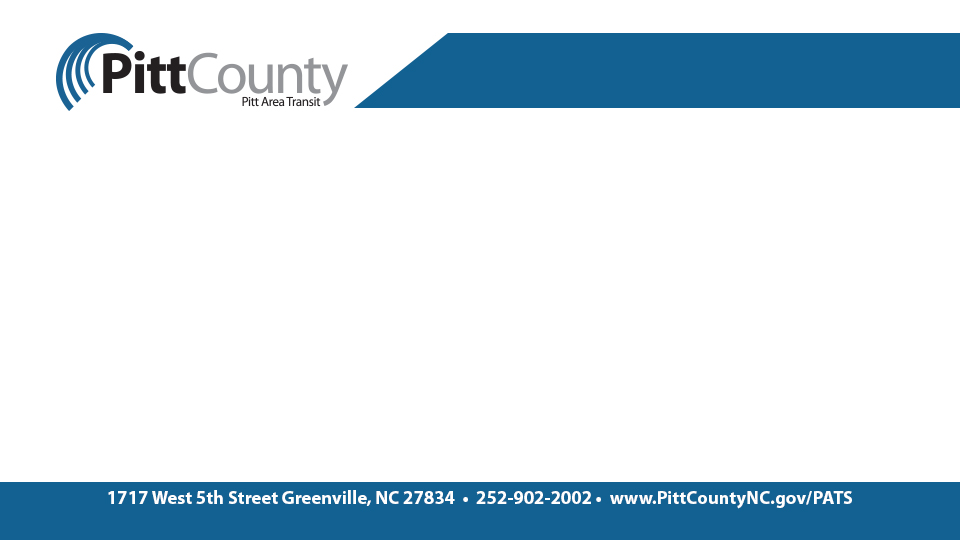 PittCounty
Pitt Area Transit
1717 West 5th Street Greenville, NC 27834 • 252-902-2002 • www.PittCountyNC.gov/PATS